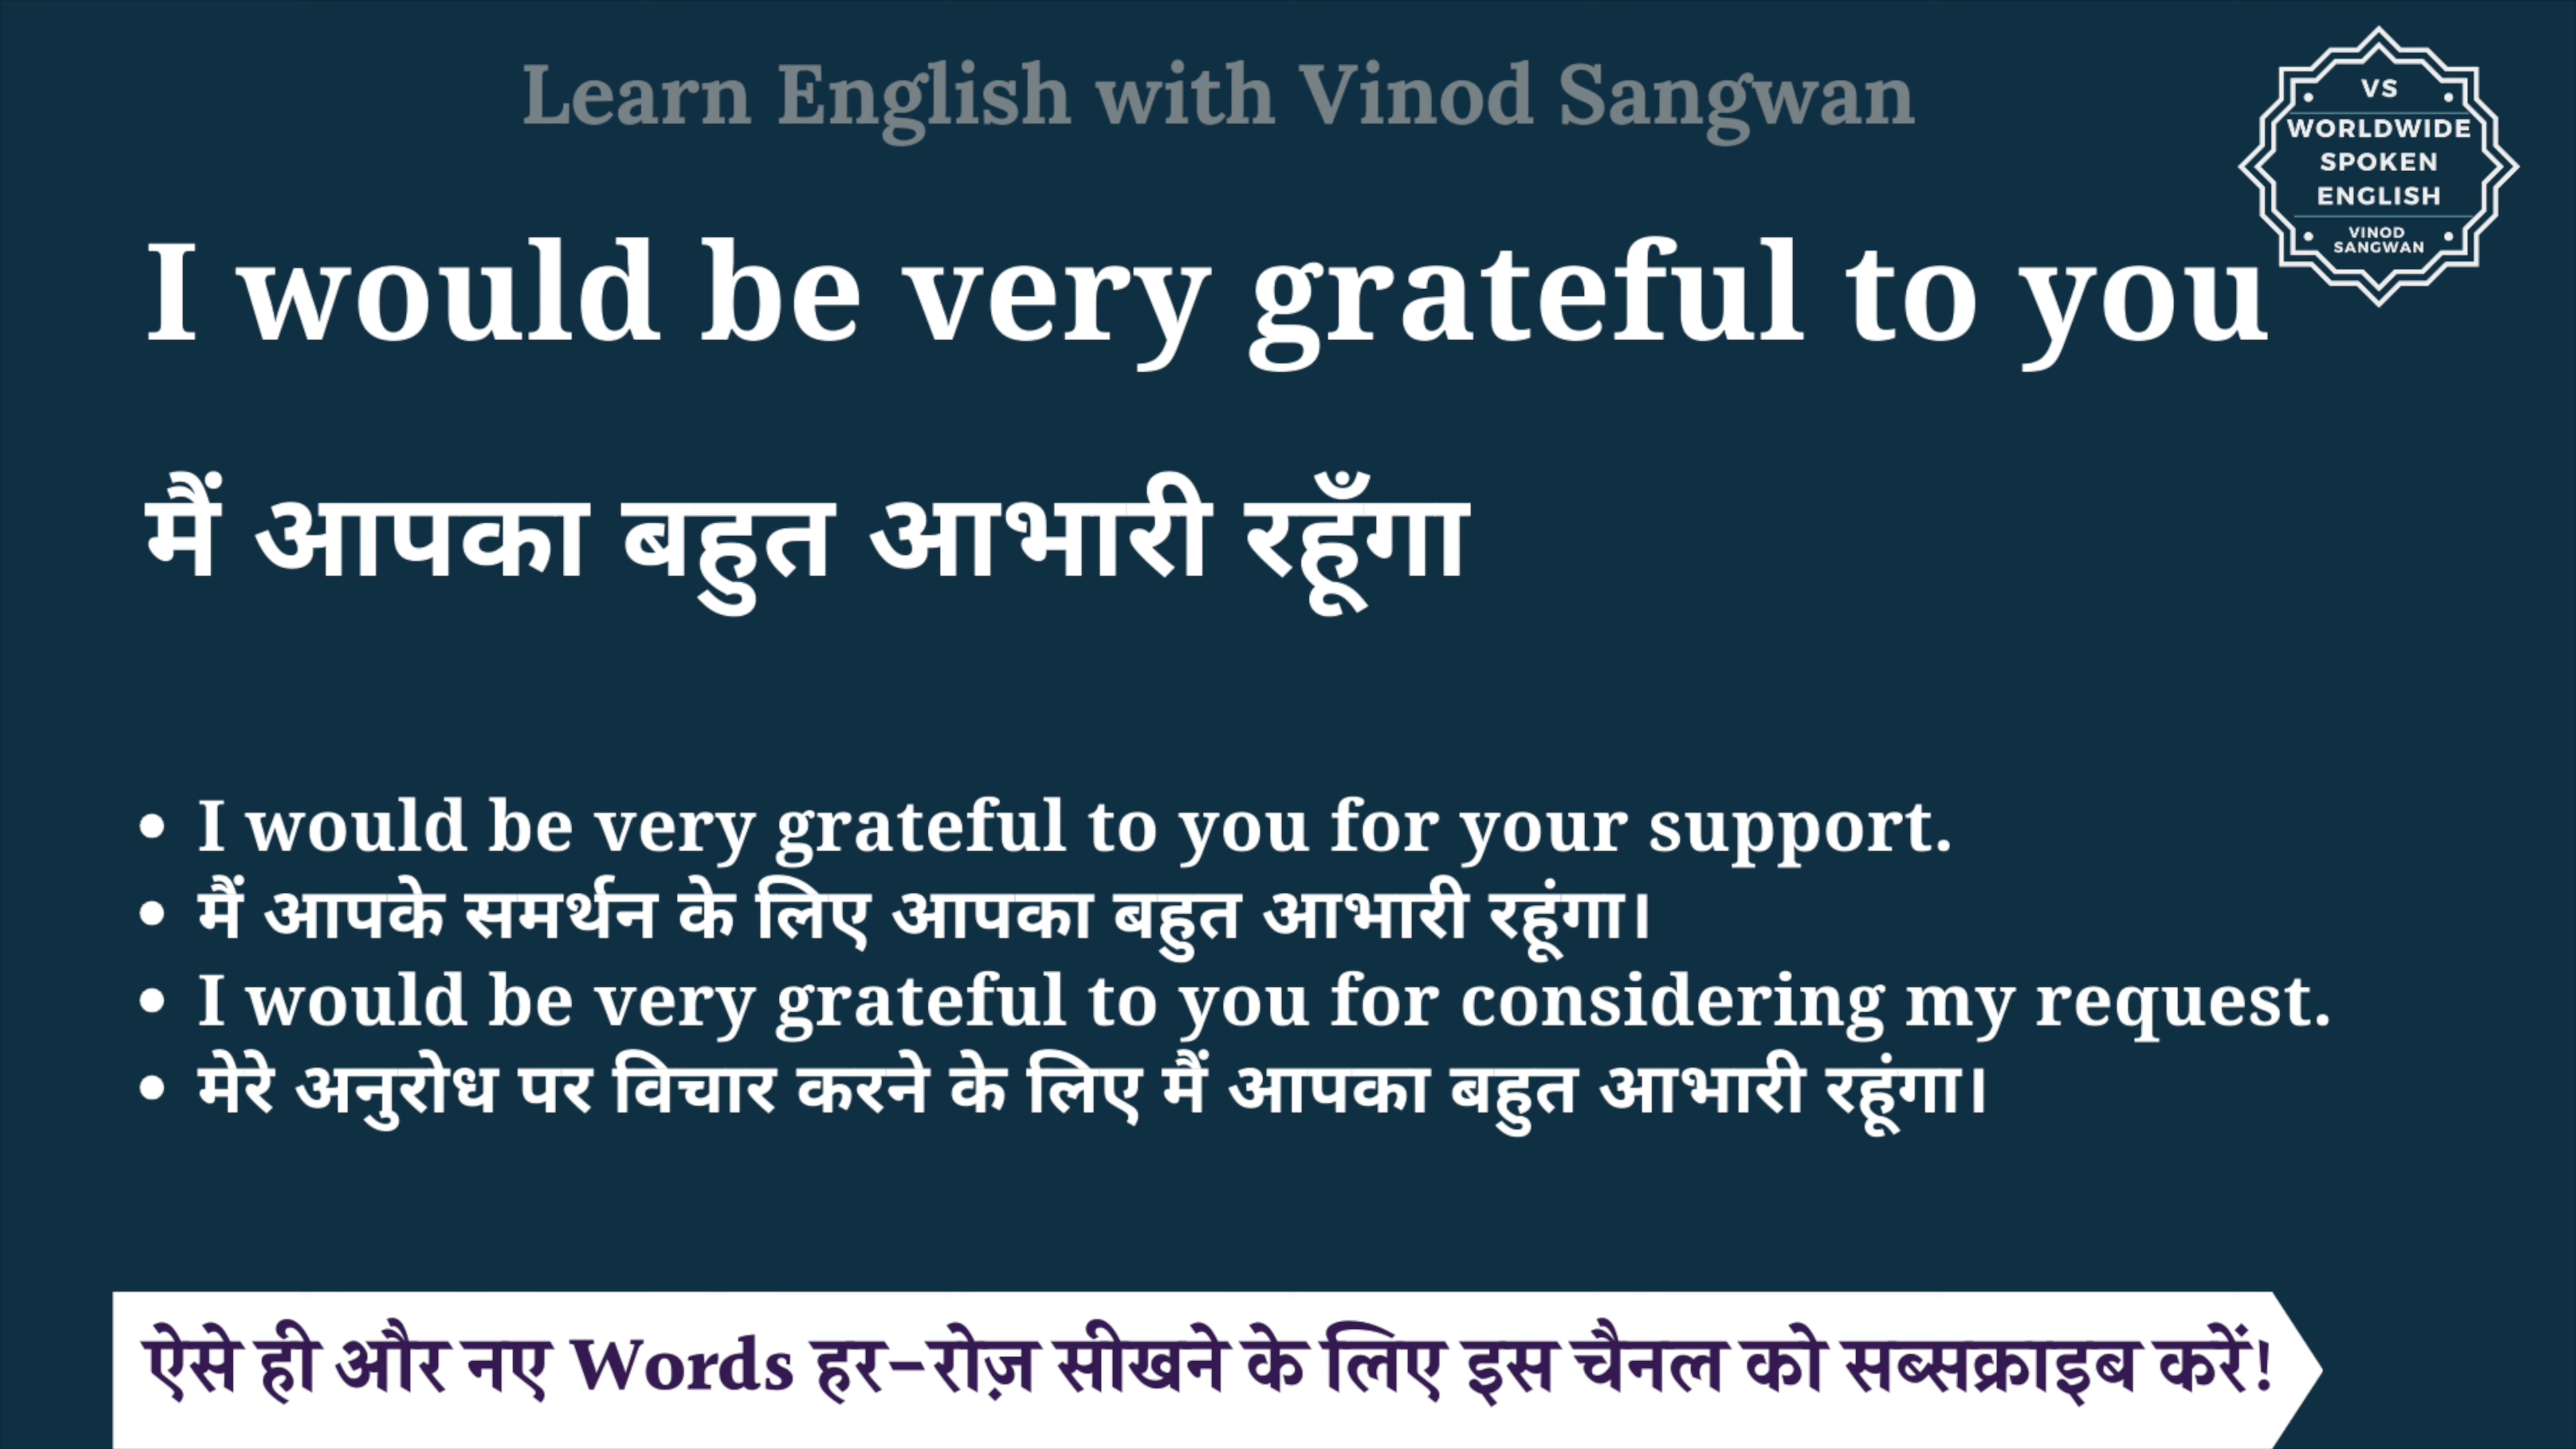 Learn English with Vinod Sangwan
VS
WORLDWIDE
SPOKEN
ENGLISH
VINOD
SANGWAN
I would be very grateful to you
मैं आपका बहुत आभारी रहूँगा
• I would be very grateful to you for your support.
• मैं आपके समर्थन के लिए आपका बहुत आभारी रहूंगा।
• I would be very grateful to you for considering my request.
• मेरे अनुरोध पर विचार करने के लिए मैं आपका बहुत आभारी रहूंगा।
ऐसे ही और नए Words हर-रोज़ सीखने के लिए इस चैनल को सब्सक्राइब करें!